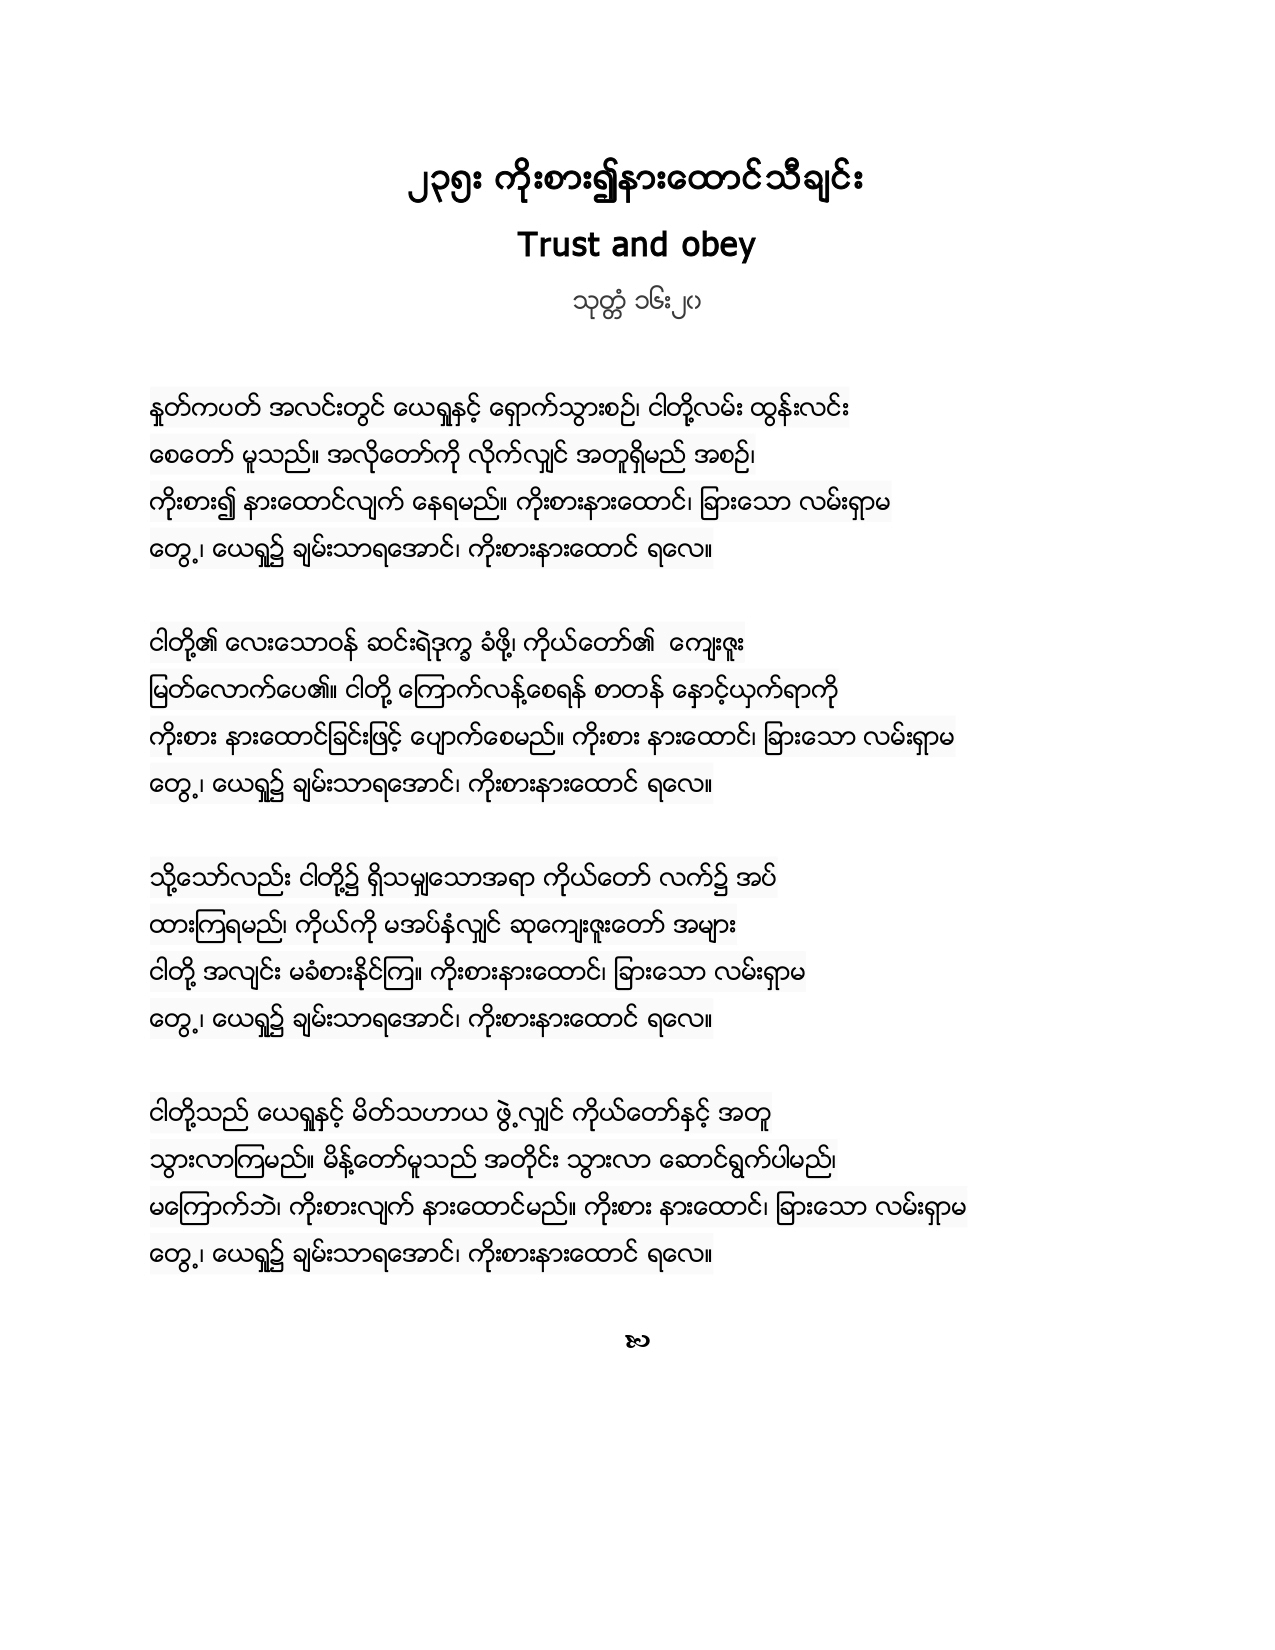 ၂၃၅း ကိုးစား၍နားထောင်သီချင်း
Trust and obey
သုတ္တံ ၁၆း၂၀
နှုတ်ကပတ် အလင်းတွင် ယေရှုနှင့် ရှောက်သွားစဉ်၊ ငါတို့လမ်း ထွန်းလင်း
စေတော် မူသည်။ အလိုတော်ကို လိုက်လျှင် အတူရှိမည် အစဉ်၊
ကိုးစား၍ နားထောင်လျက် နေရမည်။ ကိုးစားနားထောင်၊ ခြားသော လမ်းရှာမ
တွေ့၊ ယေရှု၌ ချမ်းသာရအောင်၊ ကိုးစားနားထောင် ရလေ။
ငါတို့၏ လေးသောဝန် ဆင်းရဲဒုက္ခ ခံဖို့၊ ကိုယ်တော်၏ ကျေးဇူး
မြတ်လောက်ပေ၏။ ငါတို့ ကြောက်လန့်စေရန် စာတန် နှောင့်ယှက်ရာကို
ကိုးစား နားထောင်ခြင်းဖြင့် ပျောက်စေမည်။ ကိုးစား နားထောင်၊ ခြားသော လမ်းရှာမ
တွေ့၊ ယေရှု၌ ချမ်းသာရအောင်၊ ကိုးစားနားထောင် ရလေ။
သို့သော်လည်း ငါတို့၌ ရှိသမျှသောအရာ ကိုယ်တော် လက်၌ အပ်
ထားကြရမည်၊ ကိုယ်ကို မအပ်နှံလျှင် ဆုကျေးဇူးတော် အများ
ငါတို့ အလျင်း မခံစားနိုင်ကြ။ ကိုးစားနားထောင်၊ ခြားသော လမ်းရှာမ
တွေ့၊ ယေရှု၌ ချမ်းသာရအောင်၊ ကိုးစားနားထောင် ရလေ။
ငါတို့သည် ယေရှုနှင့် မိတ်သဟာယ ဖွဲ့လျှင် ကိုယ်တော်နှင့် အတူ
သွားလာကြမည်။ မိန့်တော်မူသည် အတိုင်း သွားလာ ဆောင်ရွက်ပါမည်၊
မကြောက်ဘဲ၊ ကိုးစားလျက် နားထောင်မည်။ ကိုးစား နားထောင်၊ ခြားသော လမ်းရှာမ
တွေ့၊ ယေရှု၌ ချမ်းသာရအောင်၊ ကိုးစားနားထောင် ရလေ။